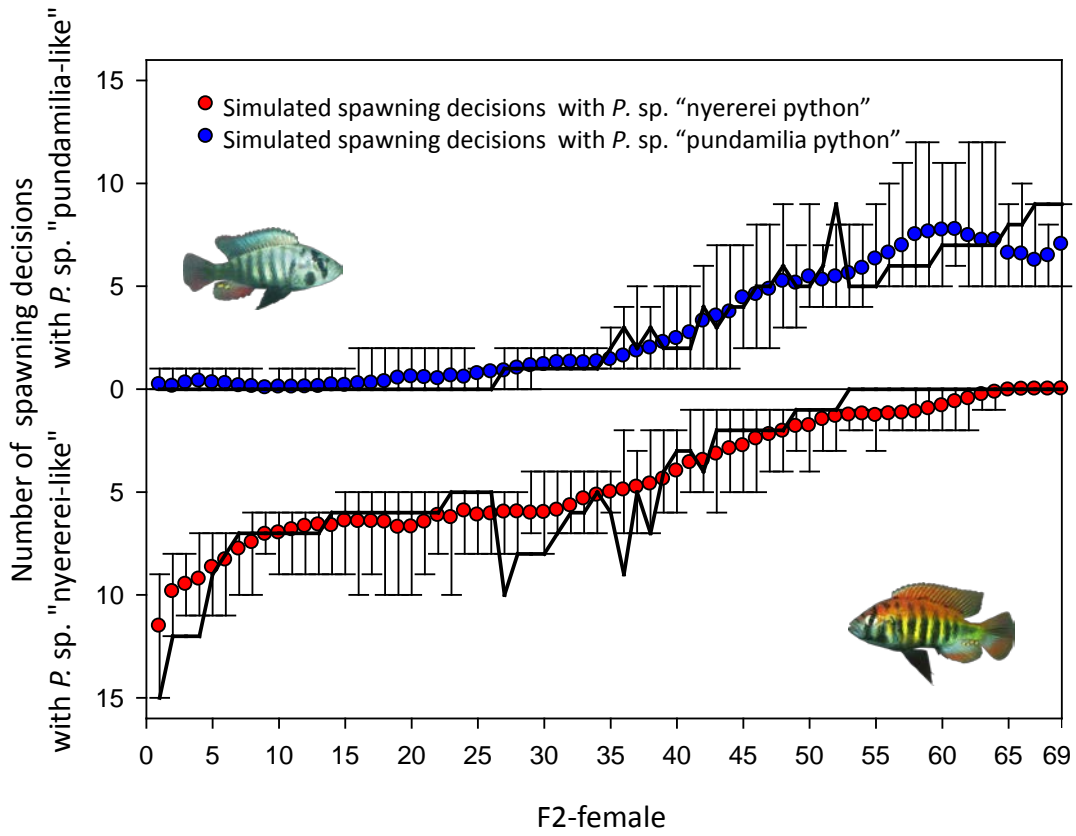 Number of spawning decisions
with P. sp. "nyererei-like"
with P. sp. "pundamilia-like"
15
10
5
0
5
10
15
Simulated spawning decisions with P. sp. “nyererei python”
Simulated spawning decisions with P. sp. “pundamilia python”
0 5 10 15 20 25 30 35 40 45 50 55 60 65 69
F2-female